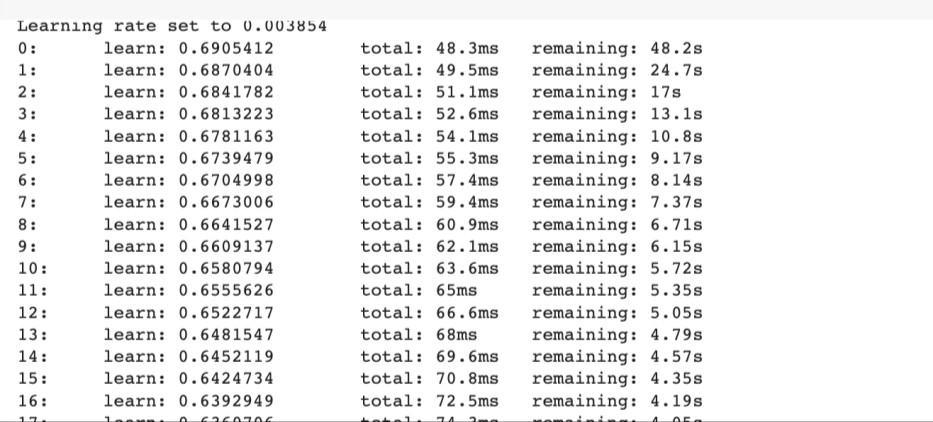 Learning rate set to 0.003854
0: learn: 0.6905412 total: 48.3ms remaining: 48.2s
1: learn: 0.6870404 total: 49.5ms remaining: 24.7s
2: learn: 0.6841782 total: 51.1ms remaining: 17s
3: learn: 0.6813223 total: 52.6ms remaining: 13.1s
4: learn: 0.6781163 total: 54.1ms remaining: 10.8s
5: learn: 0.6739479 total: 55.3ms remaining: 9.17s
6: learn: 0.6704998 total: 57.4ms remaining: 8.14s
7: learn: 0.6673006 total: 59.4ms remaining: 7.37s
8: learn: 0.6641527 total: 60.9ms remaining: 6.71s
9: learn: 0.6609137 total: 62.1ms remaining: 6.15s
10: learn: 0.6580794 total: 63.6ms remaining: 5.72s
11: learn: 0.6555626 total: 65ms remaining: 5.35s
12: learn: 0.6522717 total: 66.6ms remaining: 5.05s
13: learn: 0.6481547 total: 68ms remaining: 4.79s
14: learn: 0.6452119 total: 69.6ms remaining: 4.57s
15: learn: 0.6424734 total: 70.8ms remaining: 4.35s
16: learn: 0.6392949 total: 72.5ms remaining: 4.19s
17: learn: total: remaining: